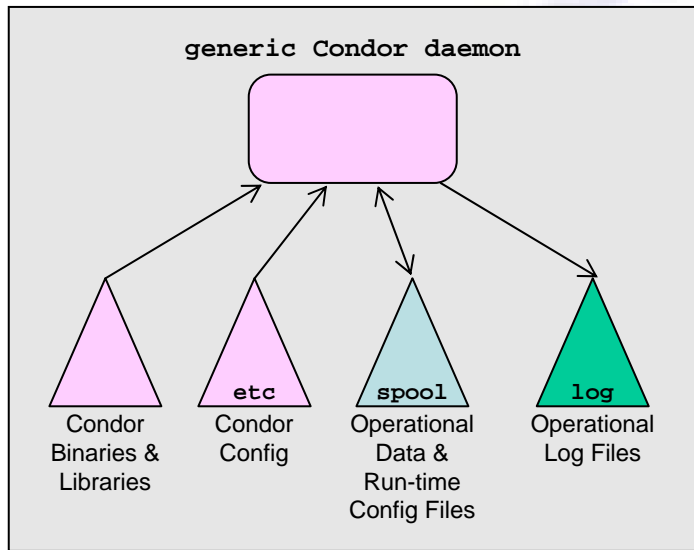 generic Condor daemon
etc
spool
log
Condor
Binaries &
Libraries
Condor
Config
Operational
Data &
Run-time
Config Files
Operational
Log Files